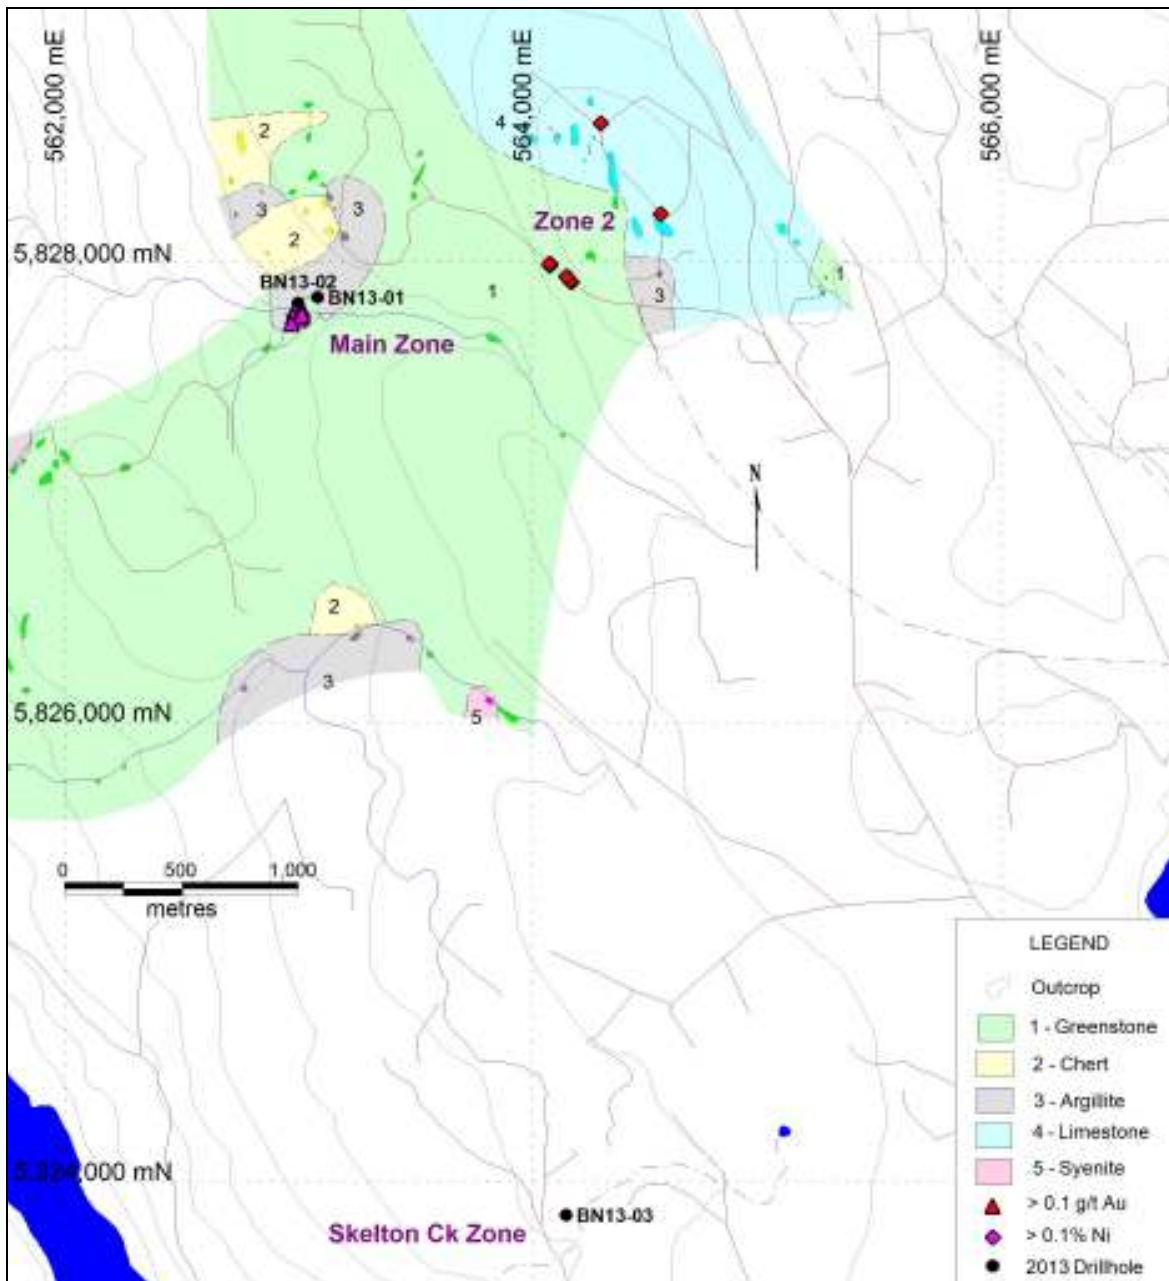 562,000 mE
564,000 mE
566,000 mE
2
4
3
3
Zone 2
2
5,828,000 mN
1
BN13-02
BN13-01
1
3
Main Zone
N
2
3
5,826,000 mN
5
0 500 1,000
metres
LEGEND
Outcrop
1 - Greenstone
2 - Chert
3 - Argillite
4 - Limestone
5 - Syenite
> 0.1 g/t Au
> 0.1% Ni
2013 Drillhole
5,824,000 mN
BN13-03
Skelton Ck Zone